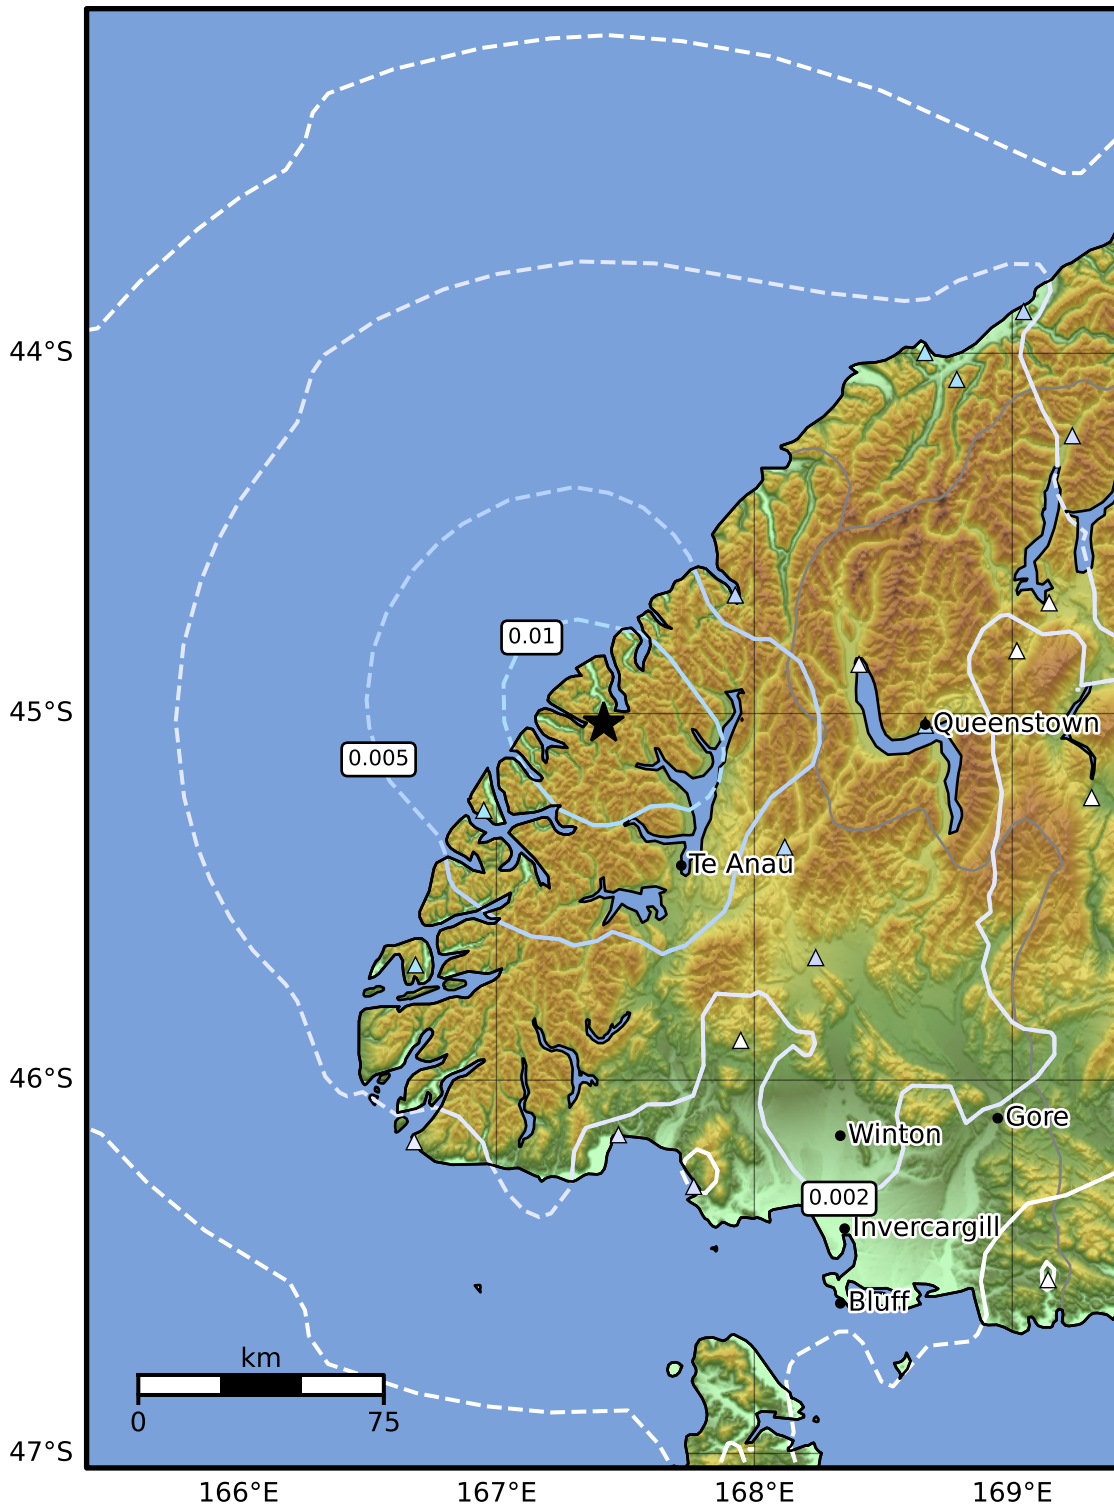 44°S
0.01
45°S
Queenstown
0.005
Te Anau
46°S
Gore
Winton
0.002
Invercargill
Bluff
km
0 75
47°S
166°E 167°E 168°E 169°E